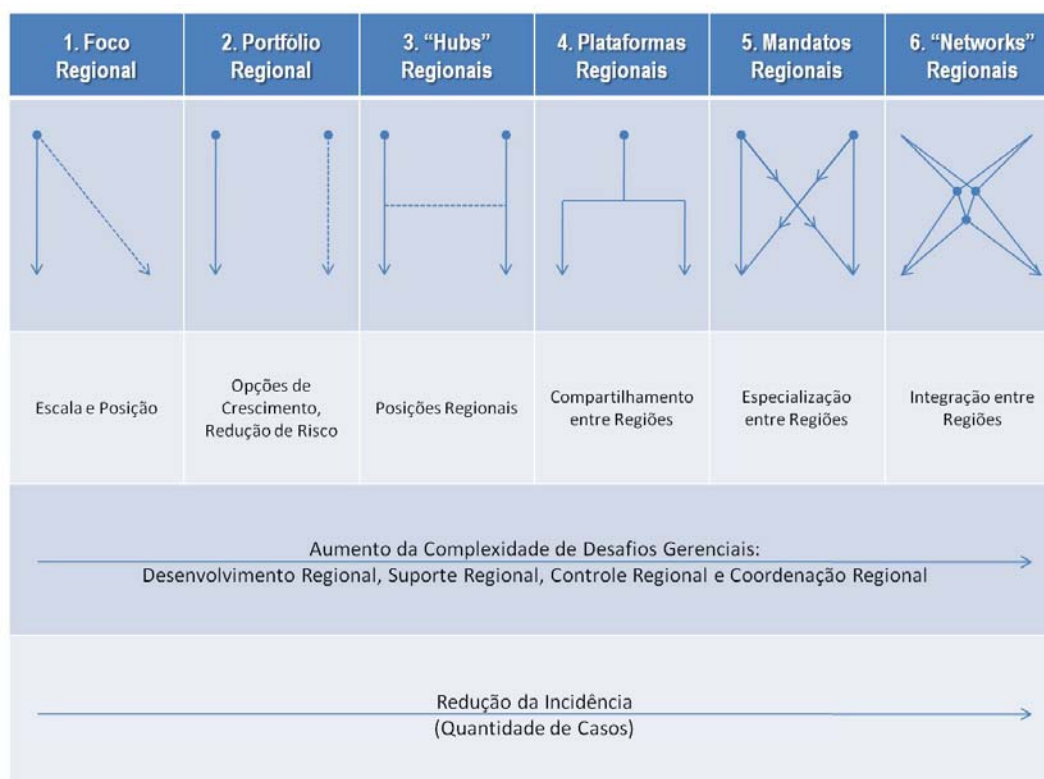 1. Foco
Regional
2. Portfólio
Regional
3. “Hubs”
Regionais
4. Plataformas
Regionais
5. Mandatos
Regionais
6. “Networks”
Regionais
Escala e Posição
Opções de
Crescimento,
Redução de Risco
Posições Regionais
Compartilhamento
entre Regiões
Especialização
entre Regiões
Integração entre
Regiões
Aumento da Complexidade de Desafios Gerenciais:
Desenvolvimento Regional, Suporte Regional, Controle Regional e Coordenação Regional
Redução da Incidência
(Quantidade de Casos)